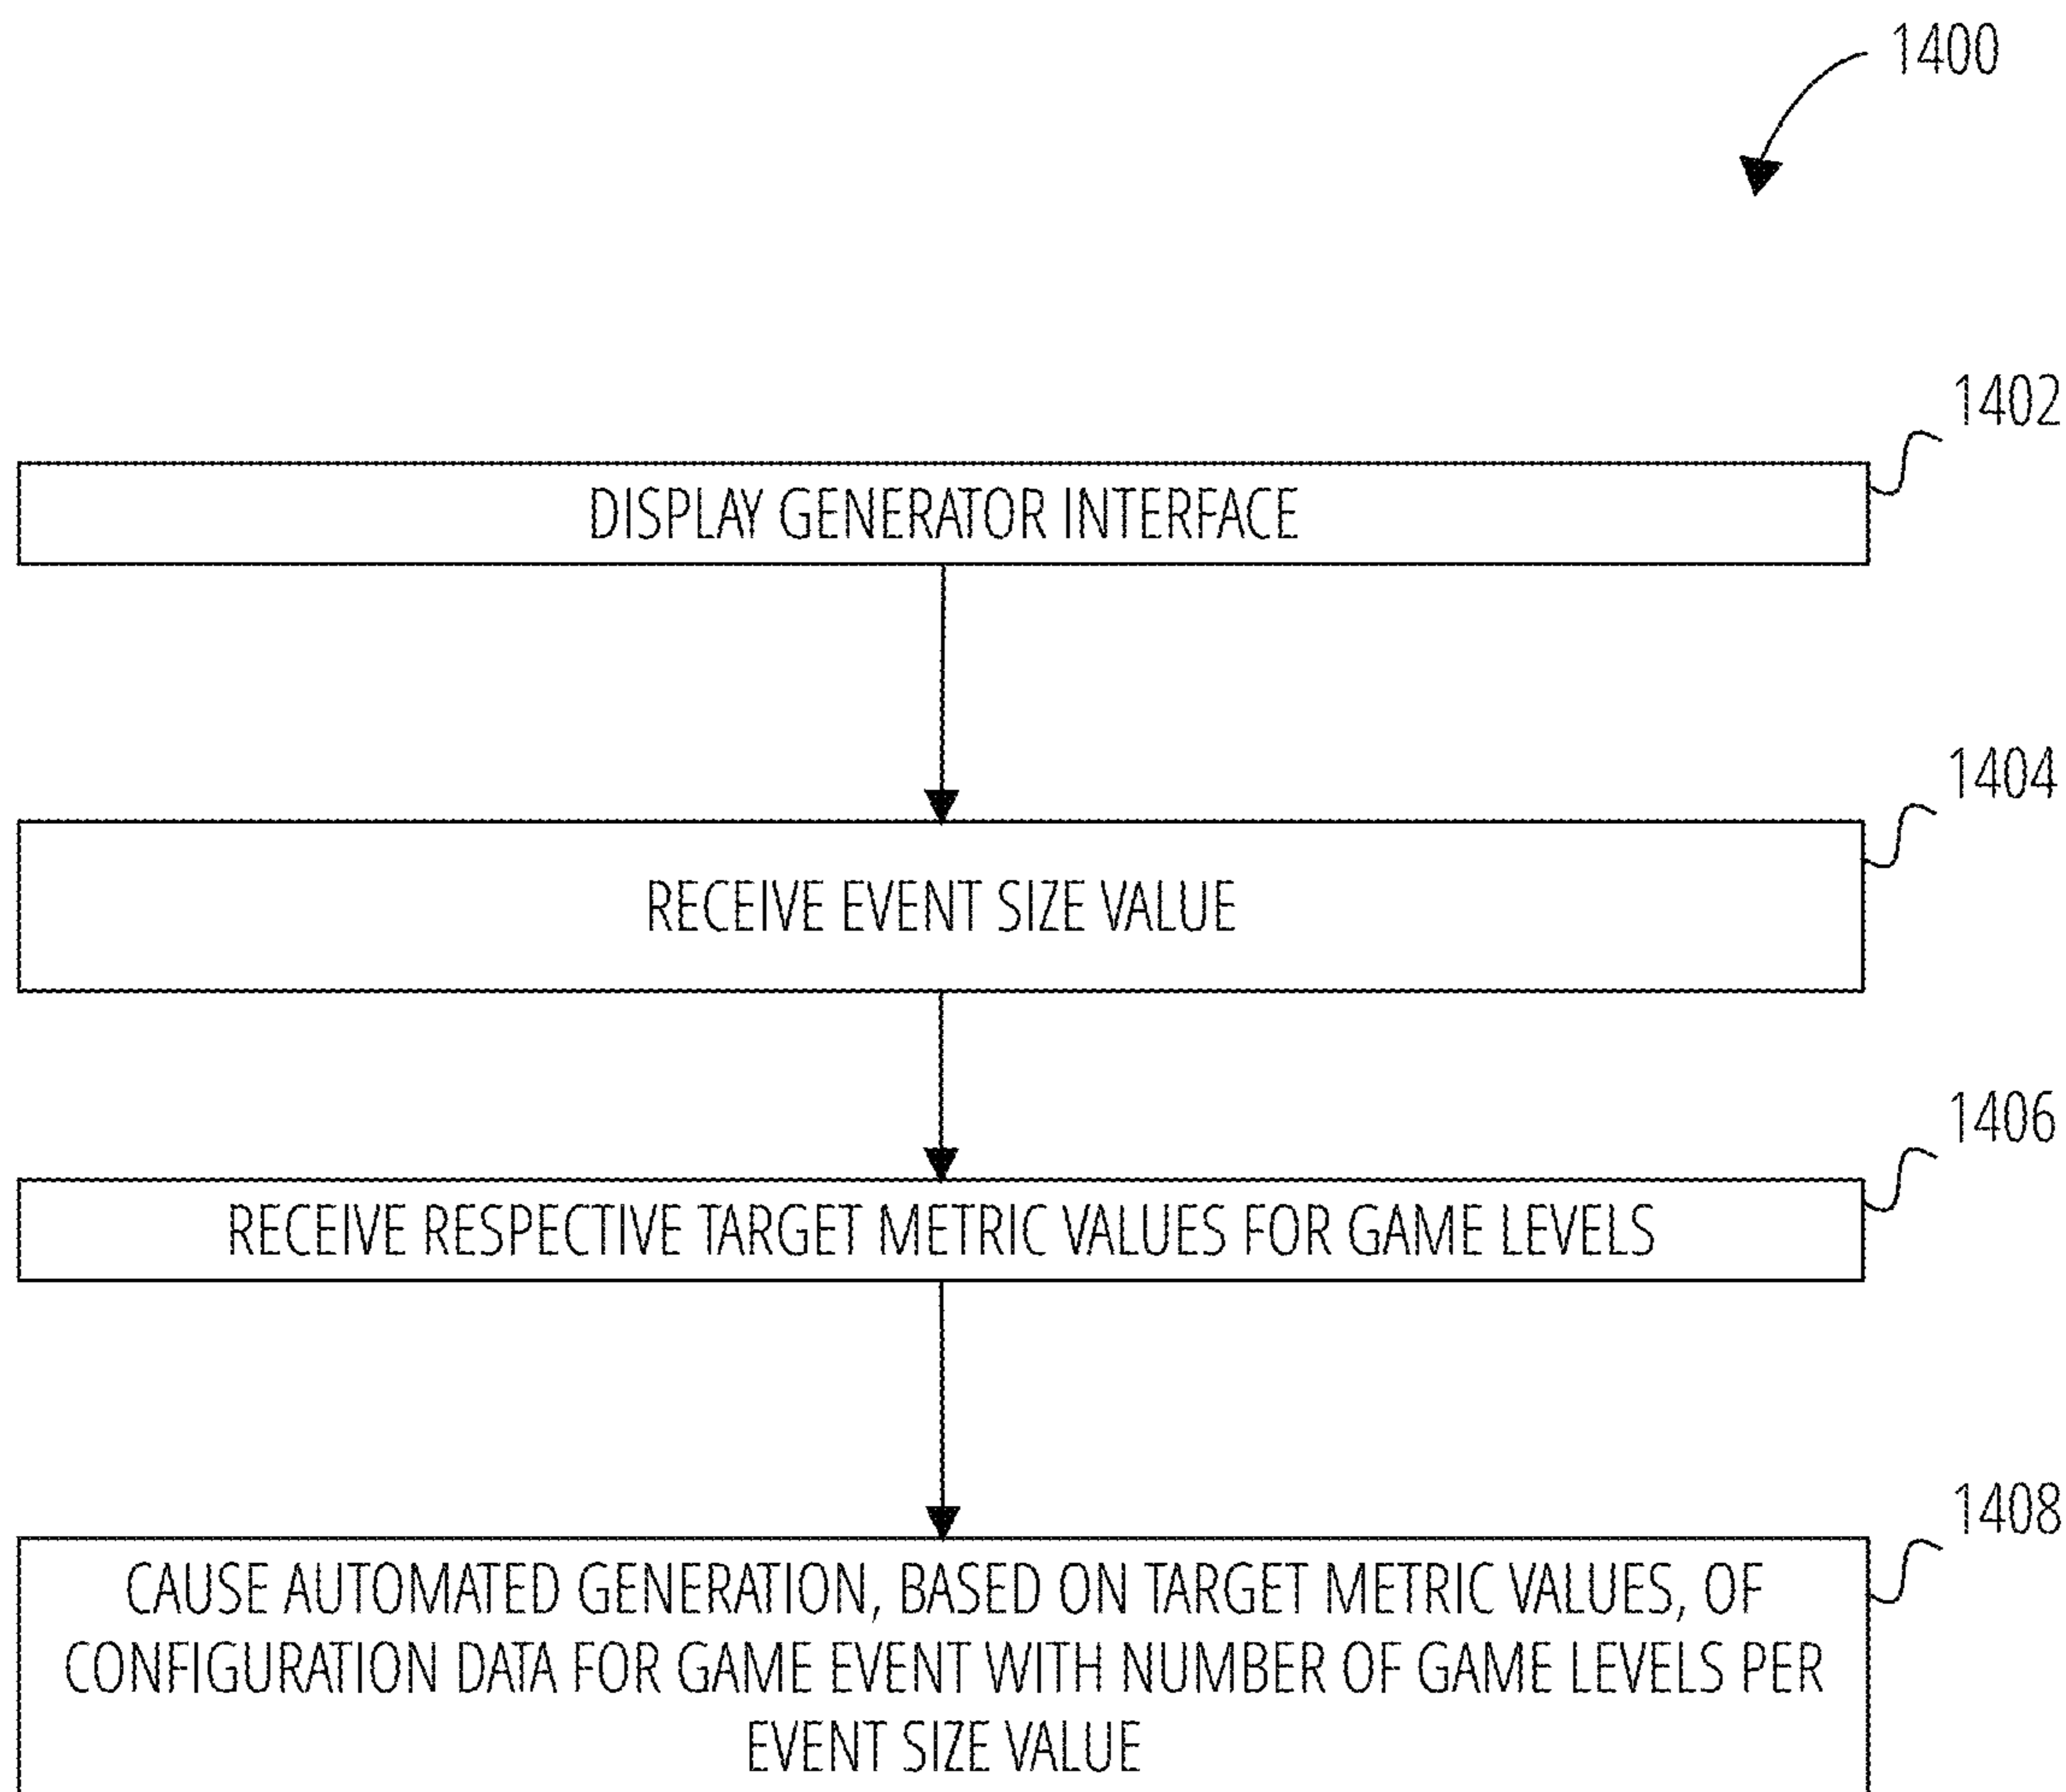 1400
1402
DISPLAY GENERATOR INTERFACE
1404
RECEIVE EVENT SIZE VALUE
1406
RECEIVE RESPECTIVE TARGET METRIC VALUES FOR GAME LEVELS
1408
CAUSE AUTOMATED GENERATION, BASED ON TARGET METRIC VALUES, OF
CONFIGURATION DATA FOR GAME EVENT WITH NUMBER OF GAME LEVELS PER
EVENT SIZE VALUE